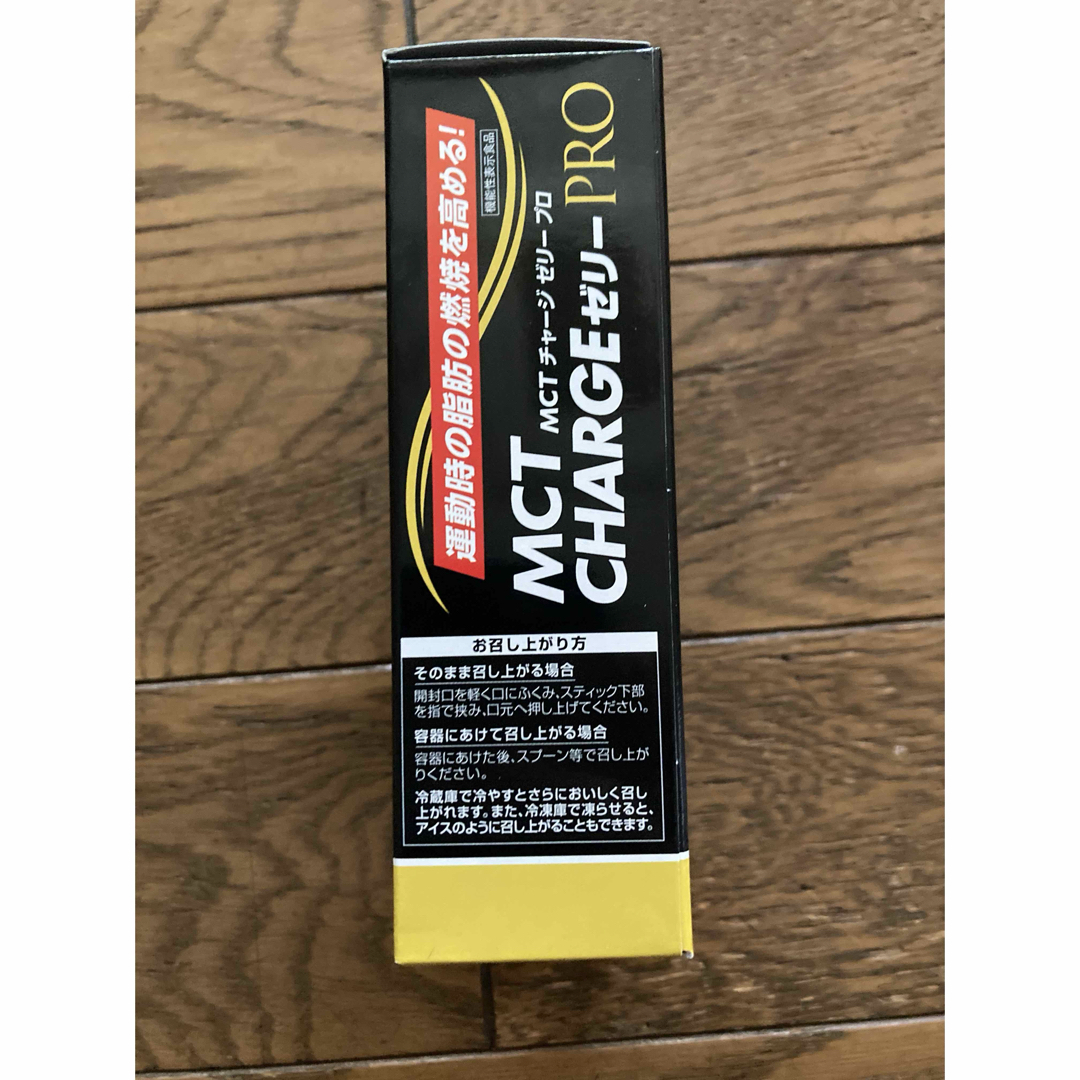 運動時の脂肪の燃焼を高める!
機能性表示食品
MCT MCT チャージ ゼリー プロ
CHARGEゼリーPRO
お召し上がり方
そのまま召し上がる場合
開封口を軽く口にふくみ、スティック下部
を指で挟み、口元へ押し上げてください。
容器にあけて召し上がる場合
容器にあけた後、スプーン等で召し上が
りください。
冷蔵庫で冷やすとさらにおいしく召し
上がれます。また、冷凍庫で凍らせると、
アイスのように召し上がることもできます。